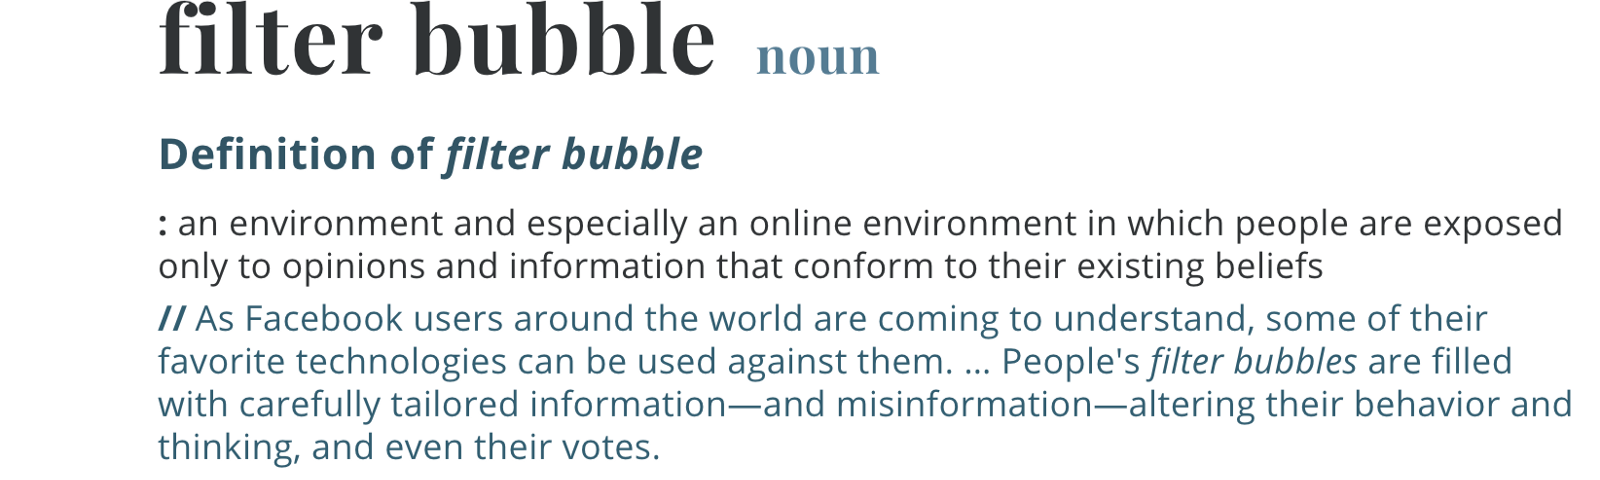 filter bubble noun
Definition of filter bubble
: an environment and especially an online environment in which people are exposed
only to opinions and information that conform to their existing beliefs
// As Facebook users around the world are coming to understand, some of their
favorite technologies can be used against them. ... People's filter bubbles are filled
with carefully tailored information—and misinformation—altering their behavior and
thinking, and even their votes.